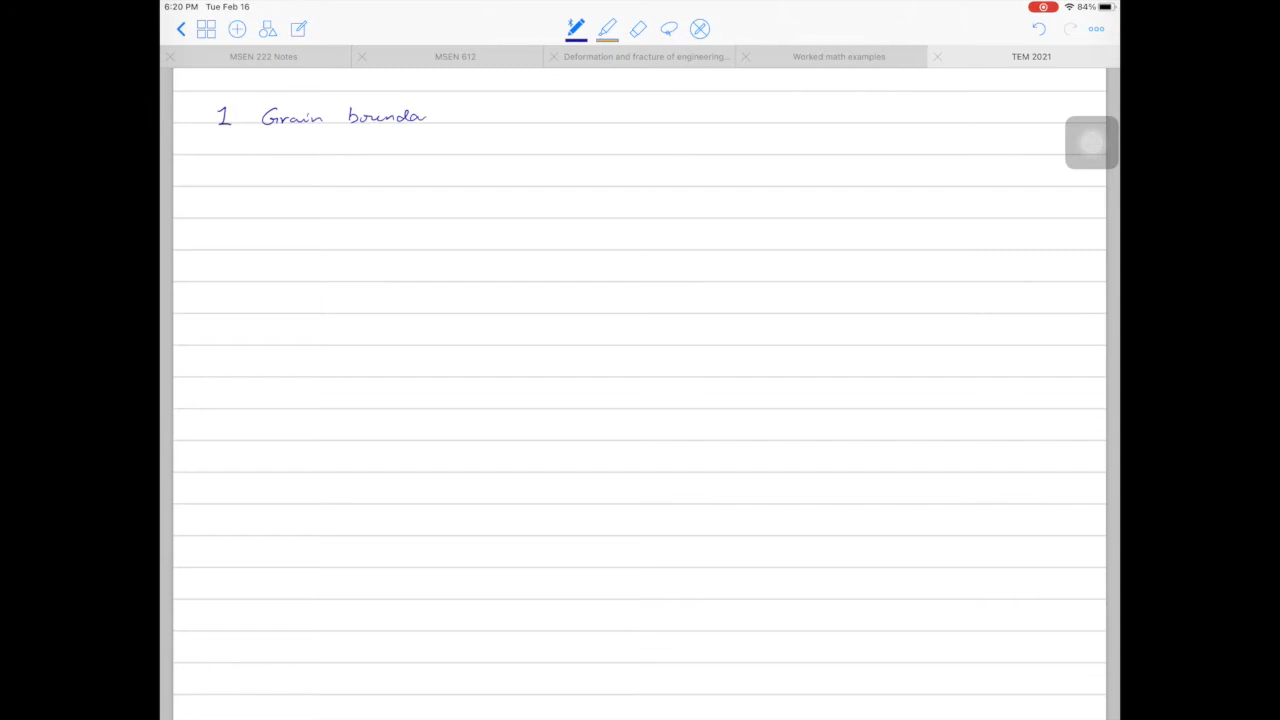 6:20 PM Tue Feb 16 84%
MSEN 222 Notes MSEN 612 Deformation and fracture of engineering... Worked math examples TEM 2021
1 Grain bounda